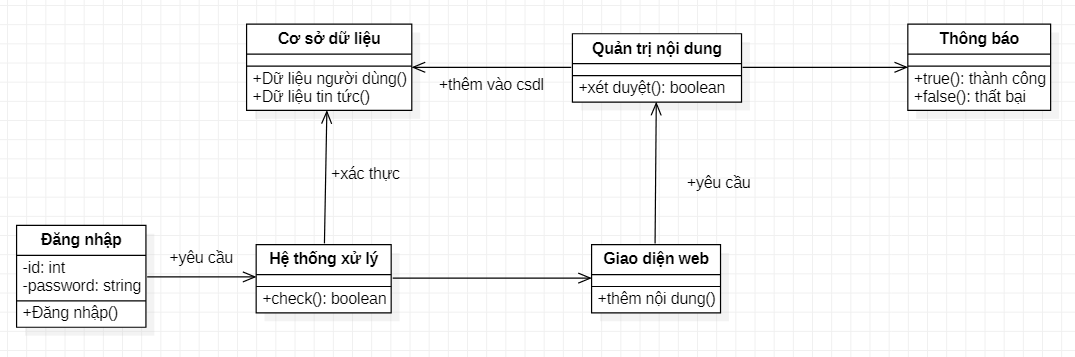 Cơ sở dữ liệu
+Dữ liệu người dùng()
+Dữ liệu tin tức()
+thêm vào csdl
Quản trị nội dung
+xét duyệt(): boolean
Thông báo
+true(): thành công
+false(): thất bại
+xác thực
+yêu cầu
Đăng nhập
-id: int
-password: string
+Đăng nhập()
+yêu cầu
Hệ thống xử lý
+check(): boolean
Giao diện web
+thêm nội dung()